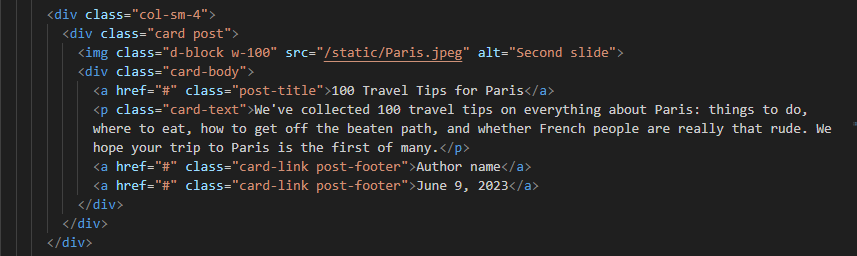 <div class="col-sm-4">
<div class="card post">
<img class="d-block w-100" src="/static/Paris.jpeg" alt="Second slide">
<div class="card-body">
<a href="#" class="post-title">100 Travel Tips for Paris</a>
<p class="card-text">We've collected 100 travel tips on everything about Paris: things to do,
where to eat, how to get off the beaten path, and whether French people are really that rude. We
hope your trip to Paris is the first of many.</p>
<a href="#" class="card-link post-footer">Author name</a>
<a href="#" class="card-link post-footer">June 9, 2023</a>
</div>
</div>
</div>